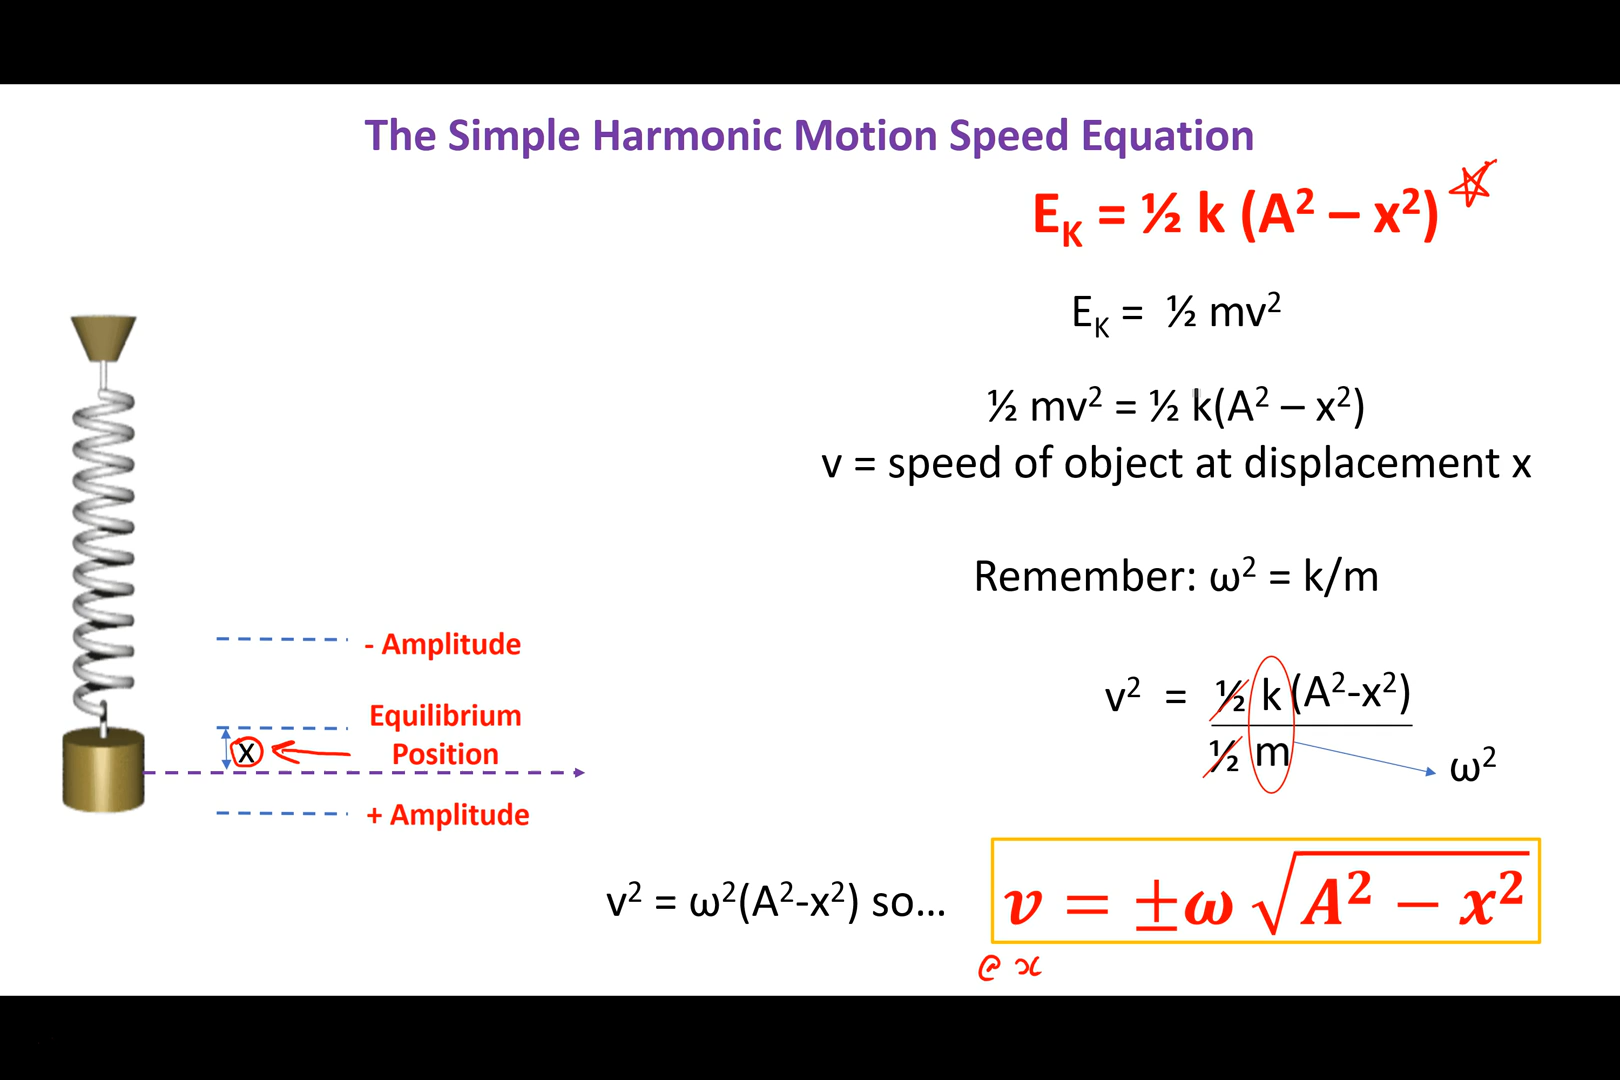 The Simple Harmonic Motion Speed Equation
E_K = ½ k (A² – x²)
E_K = ½ mv²
½ mv² = ½ k(A² – x²)
v = speed of object at displacement x
Remember: ω² = k/m
v² = ½ k (A²-x²)
½ m
ω²
- Amplitude
Equilibrium
Position
x
+ Amplitude
v² = ω²(A²-x²) so...
v = ±ω √A² − x²
@ x